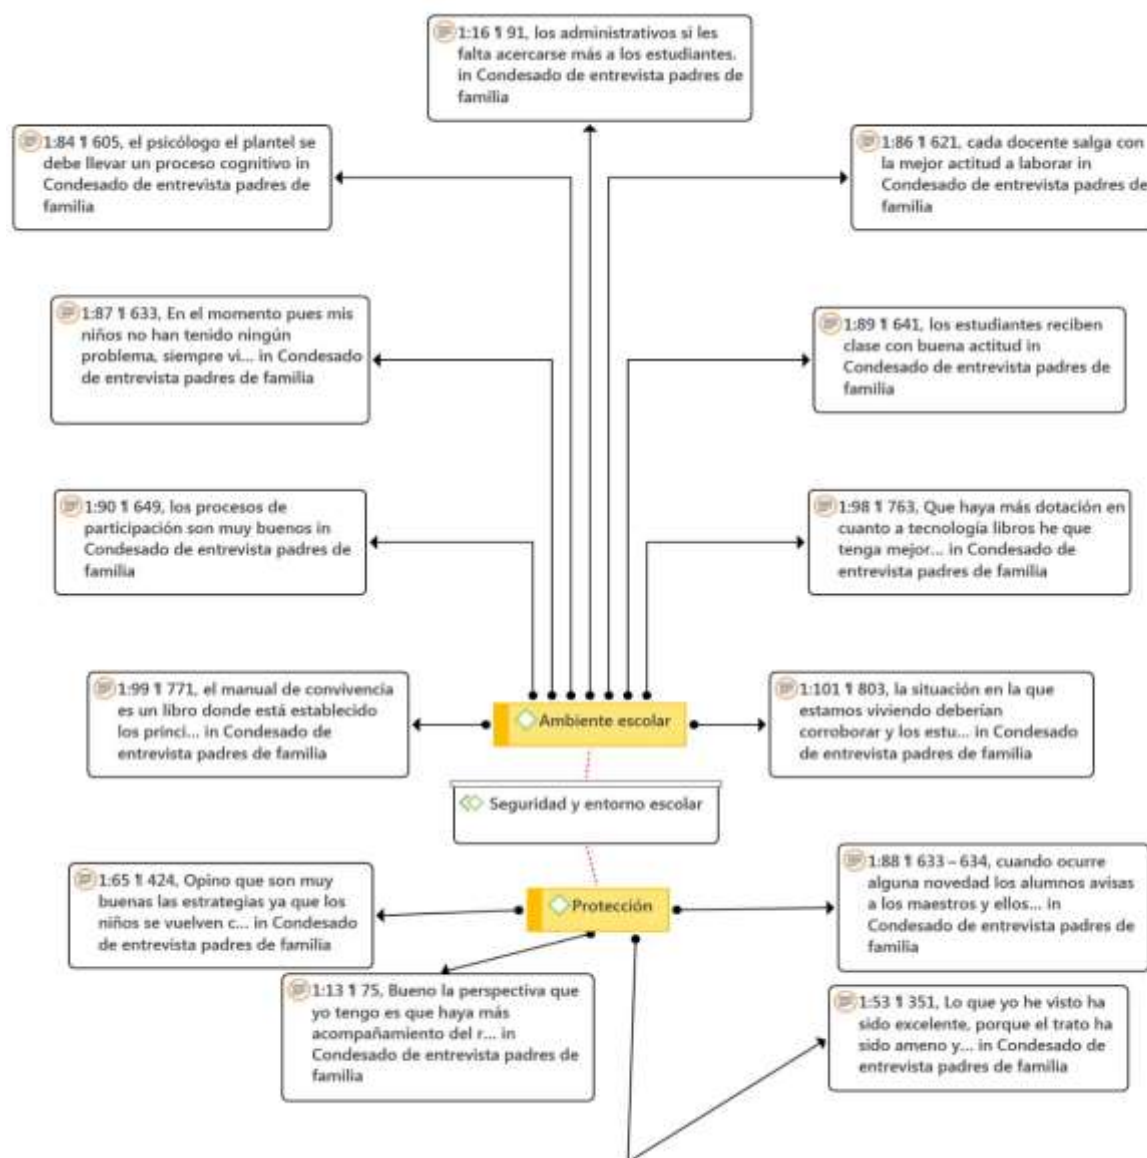 1:16 ¶ 91, los administrativos si les
falta acercarse más a los estudiantes.
in Condesado de entrevista padres de
familia
1:84 ¶ 605, el psicólogo el plantel se
debe llevar un proceso cognitivo in
Condesado de entrevista padres de
familia
1:86 ¶ 621, cada docente salga con
la mejor actitud a laborar in
Condesado de entrevista padres de
familia
1:87 ¶ 633, En el momento pues mis
niños no han tenido ningún
problema, siempre vi... in Condesado
de entrevista padres de familia
1:89 ¶ 641, los estudiantes reciben
clase con buena actitud in
Condesado de entrevista padres de
familia
1:90 ¶ 649, los procesos de
participación son muy buenos in
Condesado de entrevista padres de
familia
1:98 ¶ 763, Que haya más dotación en
cuanto a tecnología libros he que
tenga mejor... in Condesado de
entrevista padres de familia
1:99 ¶ 771, el manual de convivencia
es un libro donde está establecido
los princi... in Condesado de
entrevista padres de familia
Ambiente escolar
1:101 ¶ 803, la situación en la que
estamos viviendo deberían
corroborar y los estu... in Condesado
de entrevista padres de familia
Seguridad y entorno escolar
1:65 ¶ 424, Opino que son muy
buenas las estrategias ya que los
niños se vuelven c... in Condesado
de entrevista padres de familia
Protección
1:88 ¶ 633 – 634, cuando ocurre
alguna novedad los alumnos avisas
a los maestros y ellos... in
Condesado de entrevista padres de
familia
1:13 ¶ 75, Bueno la perspectiva que
yo tengo es que haya más
acompañamiento del r... in
Condesado de entrevista padres de
familia
1:53 ¶ 351, Lo que yo he visto ha
sido excelente, porque el trato ha
sido ameno y... in Condesado de
entrevista padres de familia